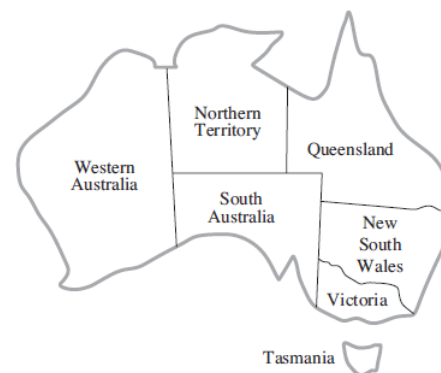 Northern
Territory
Western
Australia
Queensland
South
Australia
New
South
Wales
Victoria
Tasmania